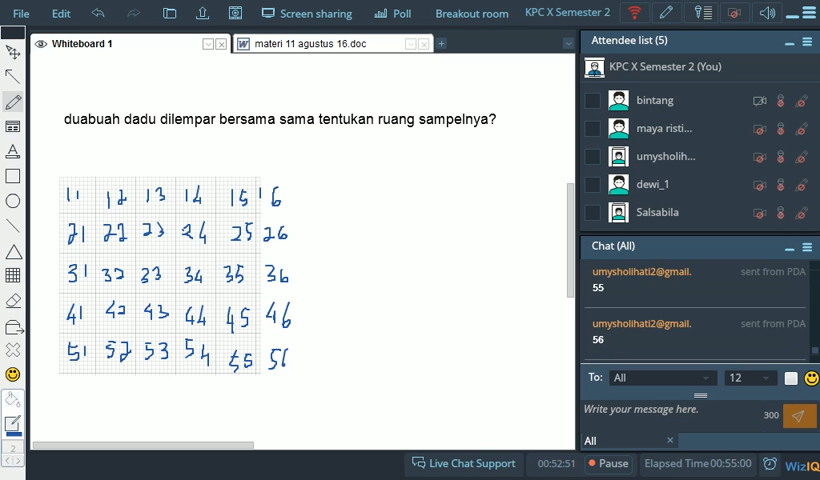 File Edit Screen sharing Poll Breakout room KPC X Semester 2
Whiteboard 1 materi 11 agustus 16.doc
Attendee list (5)
KPC X Semester 2 (You)
bintang
maya risti...
umysholih...
dewi_1
Salsabila
duabuah dadu dilempar bersama sama tentukan ruang sampelnya?
11 12 13 14 15 16
21 22 23 24 25 26
31 32 33 34 35 36
41 42 43 44 45 46
51 52 53 54 55 56
Chat (All)
umysholihati2@gmail. sent from PDA
55
umysholihati2@gmail. sent from PDA
56
To: All 12
Write your message here. 300
All
2
Live Chat Support 00:52:51 Pause Elapsed Time 00:55:00 WizIQ